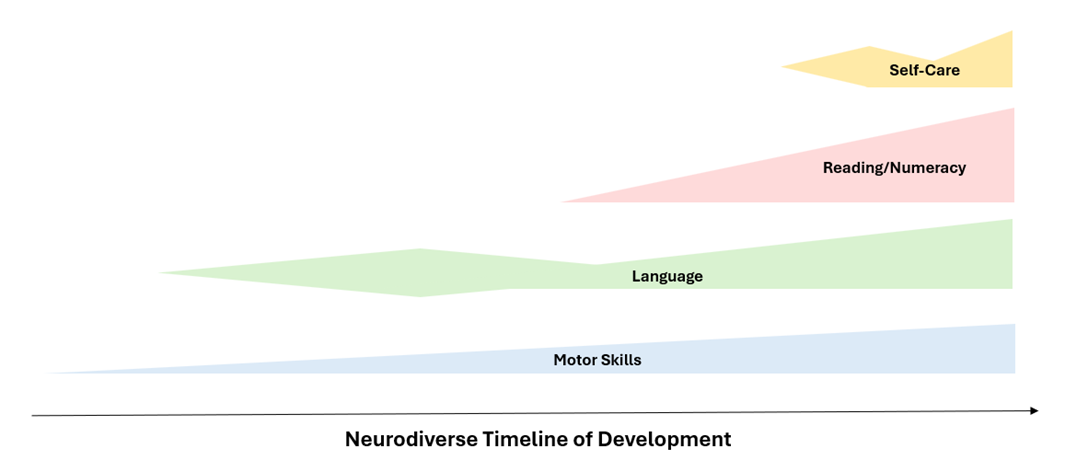 Self-Care
Reading/Numeracy
Language
Motor Skills
Neurodiverse Timeline of Development